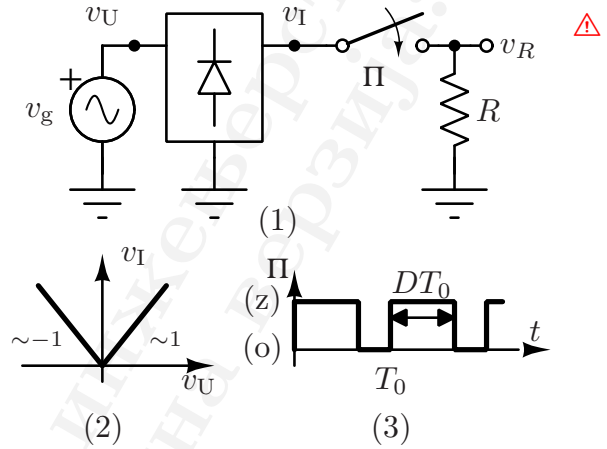 v_U v_I v_R
Π
+
v_g R
(1)
v_I Π
(z) DT_0
∼−1 ∼1 (o) t
v_U T_0
(2) (3)